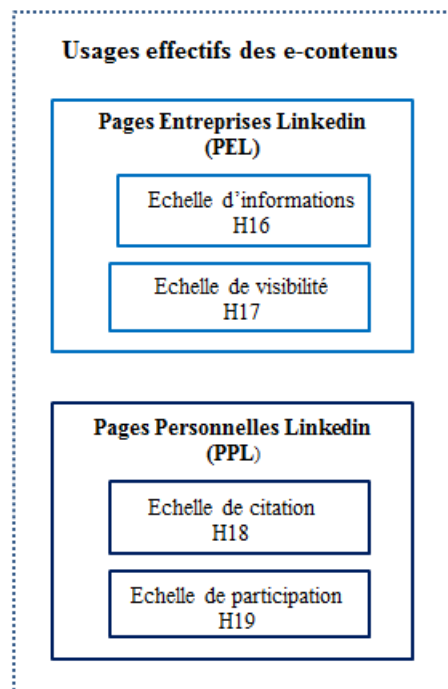 Usages effectifs des e-contenus
Pages Entreprises Linkedin
(PEL)
Echelle d'informations
H16
Echelle de visibilité
H17
Pages Personnelles Linkedin
(PPL)
Echelle de citation
H18
Echelle de participation
H19